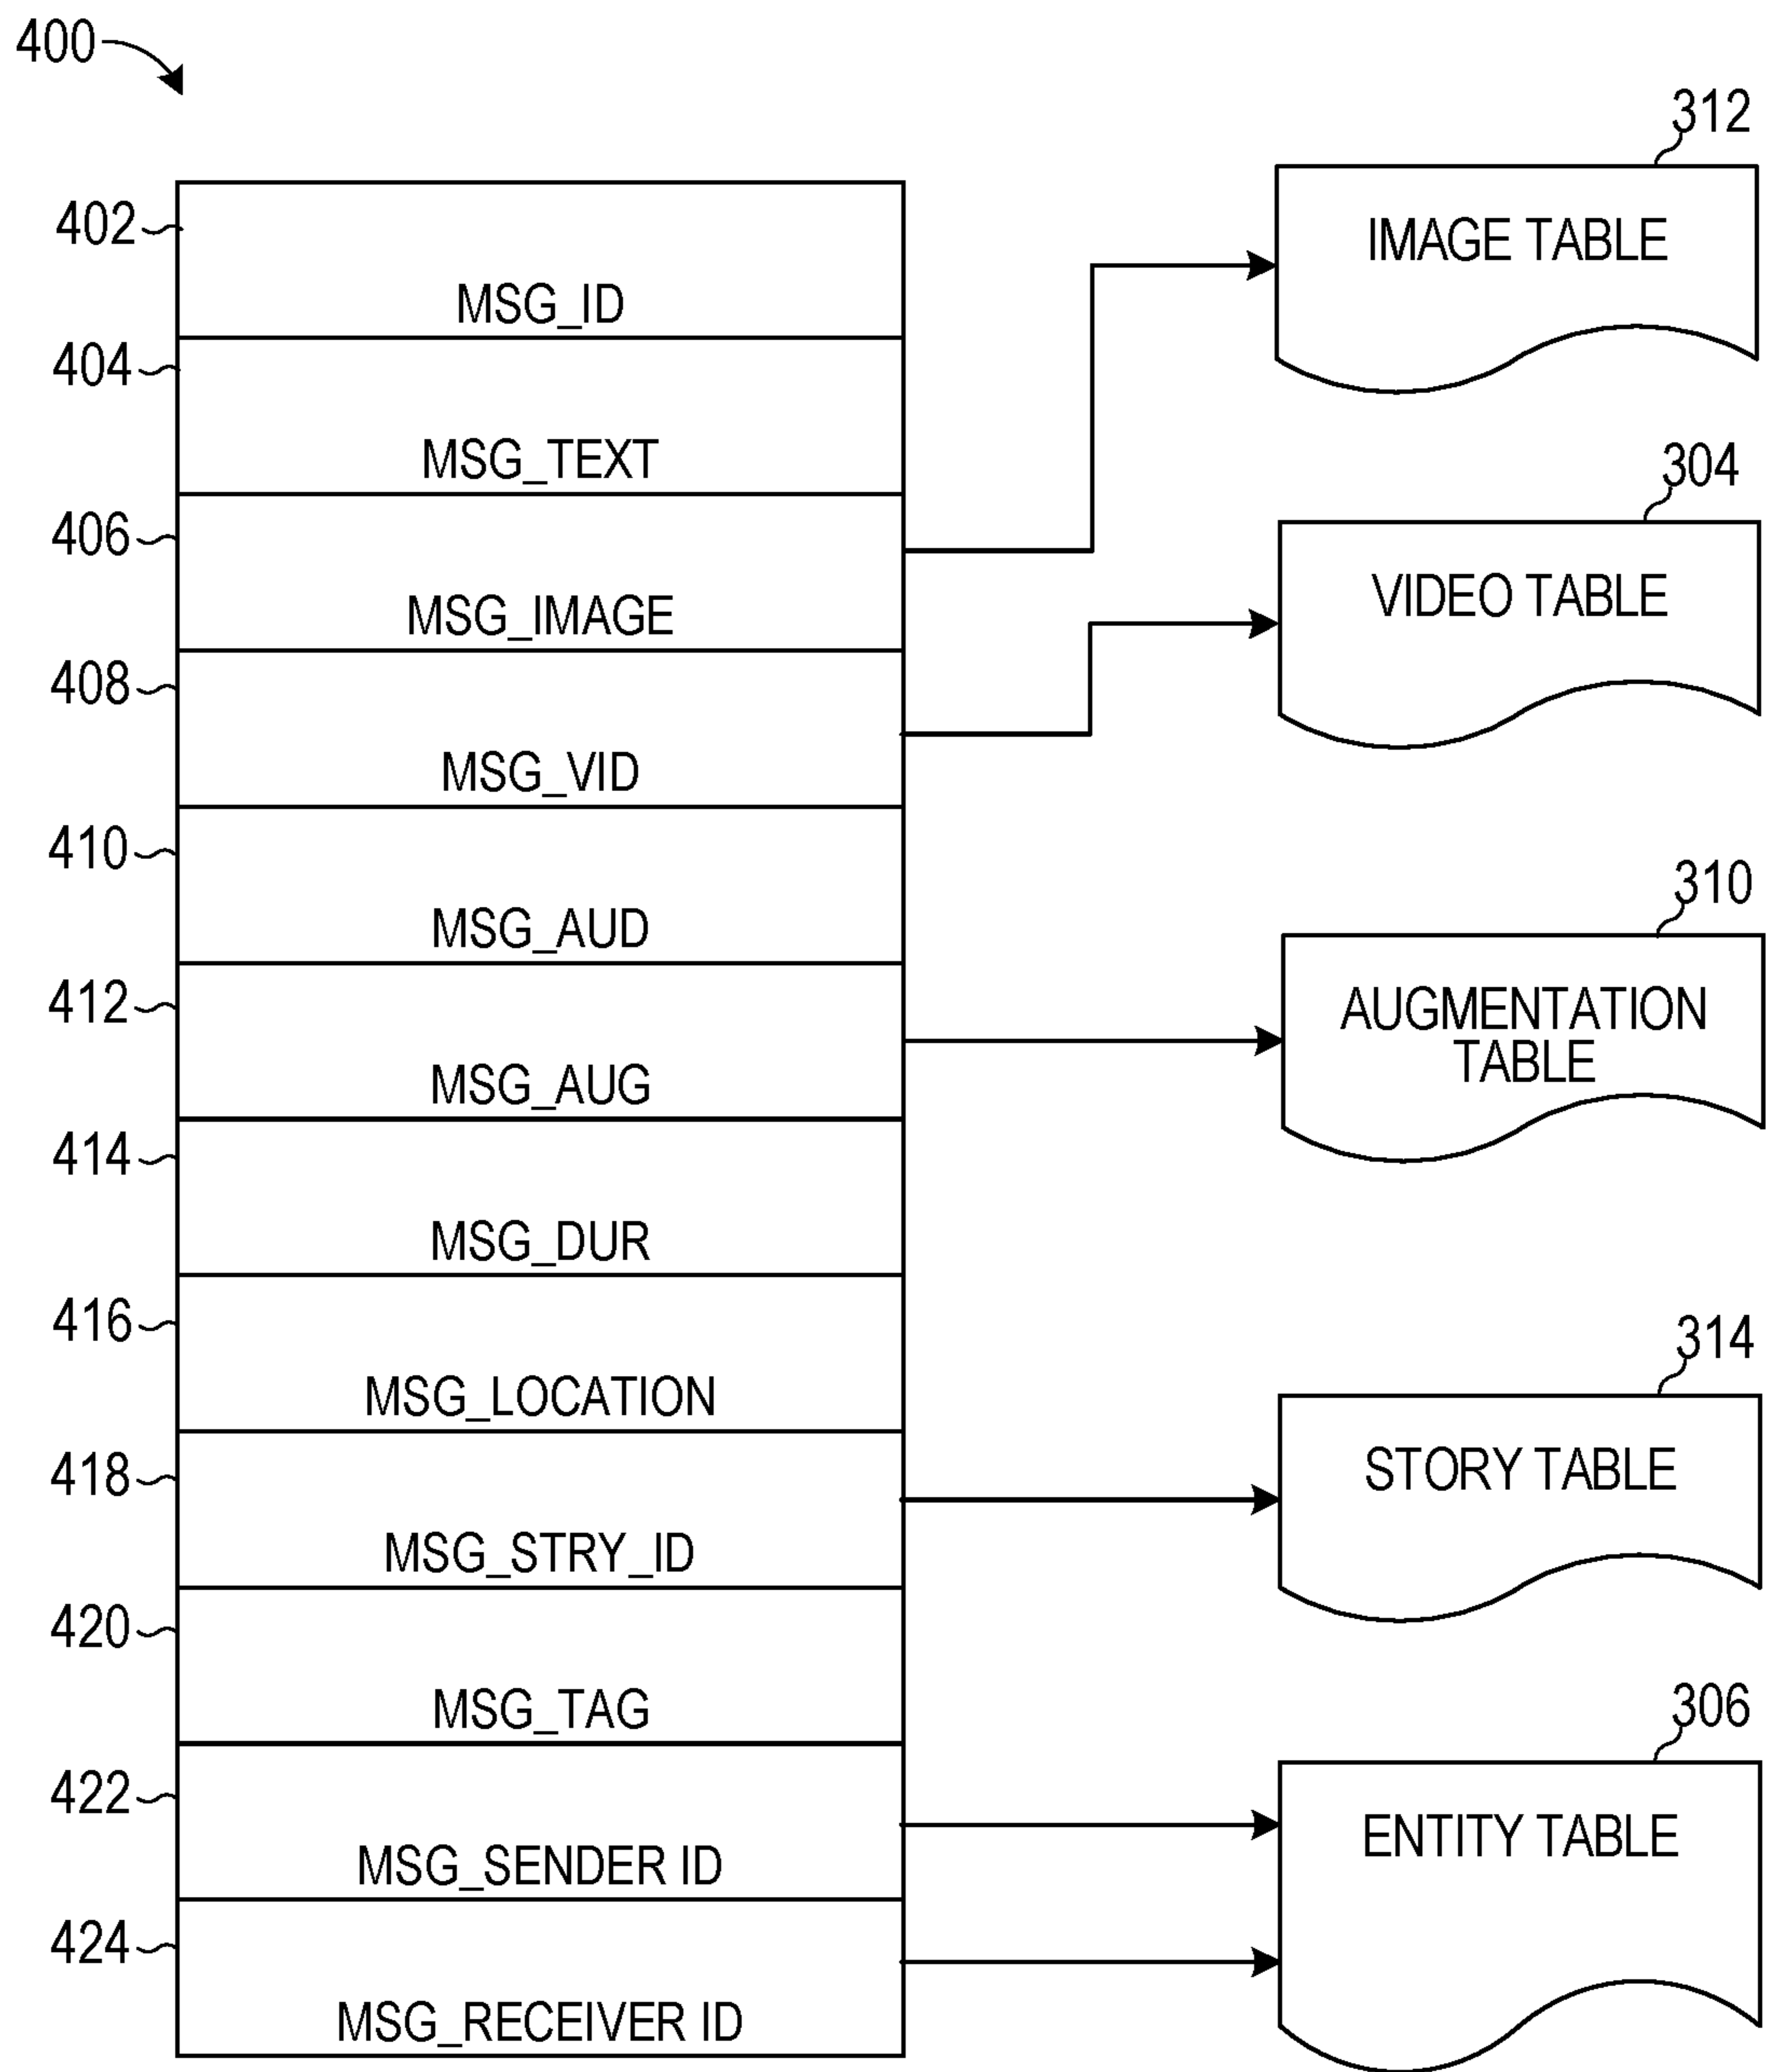 400
402
MSG_ID
404
MSG_TEXT
406
MSG_IMAGE
408
MSG_VID
410
MSG_AUD
412
MSG_AUG
414
MSG_DUR
416
MSG_LOCATION
418
MSG_STRY_ID
420
MSG_TAG
422
MSG_SENDER ID
424
MSG_RECEIVER ID
312
IMAGE TABLE
304
VIDEO TABLE
310
AUGMENTATION
TABLE
314
STORY TABLE
306
ENTITY TABLE